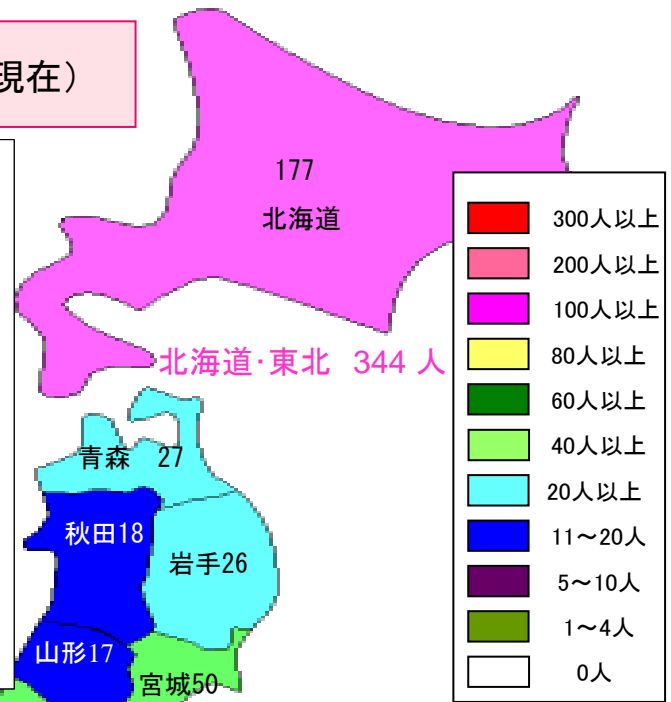 現在）
177
北海道
北海道･東北 344 人
青森 27
秋田18
岩手26
山形17
宮城50
300人以上
200人以上
100人以上
80人以上
60人以上
40人以上
20人以上
11～20人
5～10人
1～4人
0人